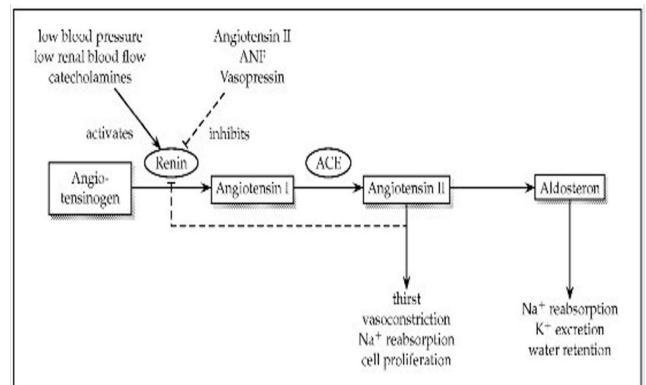 low blood pressure
low renal blood flow
catecholamines
Angiotensin II
ANF
Vasopressin
activates
inhibits
Renin
ACE
Angio-
tensinogen
Angiotensin I
Angiotensin II
Aldosteron
thirst
vasoconstriction
Na⁺ reabsorption
cell proliferation
Na⁺ reabsorption
K⁺ excretion
water retention